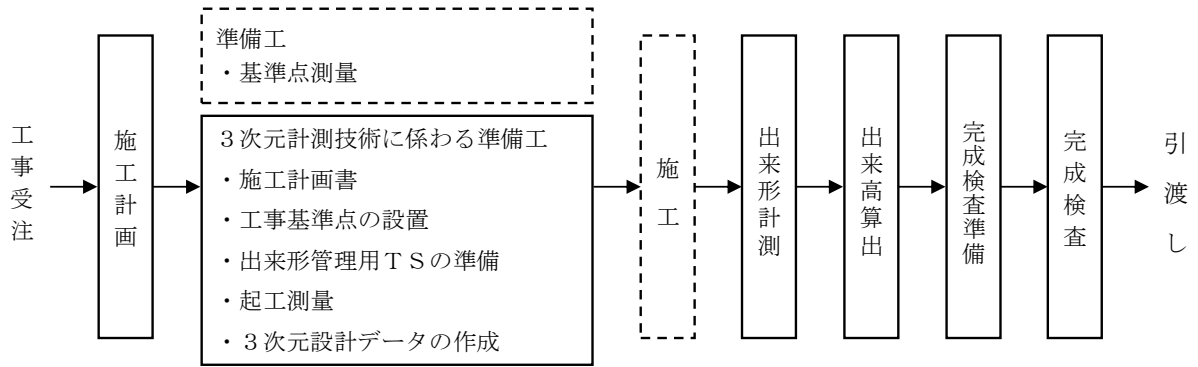 工事受注
施工計画
準備工
・基準点測量
３次元計測技術に係わる準備工
・施工計画書
・工事基準点の設置
・出来形管理用ＴＳの準備
・起工測量
・３次元設計データの作成
施工
出来形計測
出来高算出
完成検査準備
完成検査
引渡し